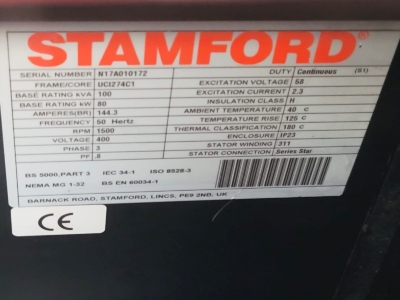 STAMFORD®
SERIAL NUMBER N17A010172 DUTY Continuous (S1)
FRAME/CORE UCI274C1 EXCITATION VOLTAGE 58
BASE RATING kVA 100 EXCITATION CURRENT 2.3
BASE RATING kW 80 INSULATION CLASS H
AMPERES(BR) 144.3 AMBIENT TEMPERATURE 40 C
FREQUENCY 50 Hertz TEMPERATURE RISE 125 C
RPM 1500 THERMAL CLASSIFICATION 180 C
VOLTAGE 400 ENCLOSURE IP23
PHASE 3 STATOR WINDING 311
PF .8 STATOR CONNECTION Series Star
BS 5000,PART 3 IEC 34-1 ISO 8528-3
NEMA MG 1-32 BS EN 60034-1
BARNACK ROAD, STAMFORD, LINCS, PE9 2NB, UK
CE